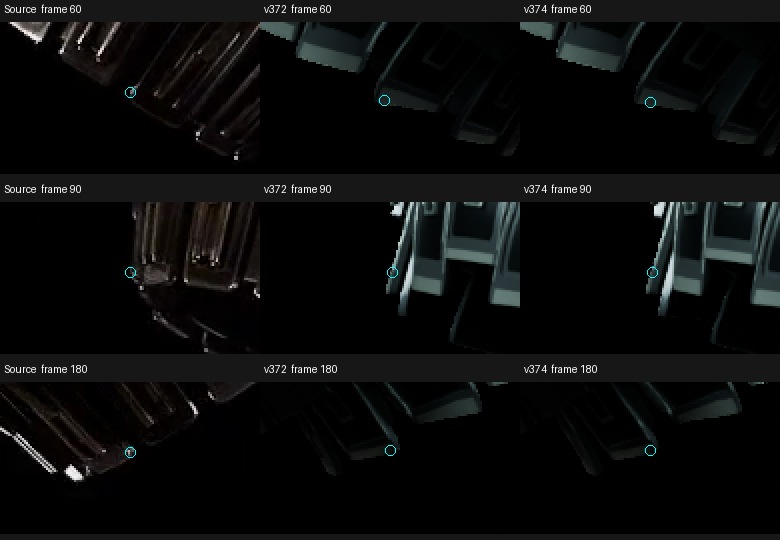 Source frame 60
v372 frame 60
v374 frame 60
Source frame 90
v372 frame 90
v374 frame 90
Source frame 180
v372 frame 180
v374 frame 180